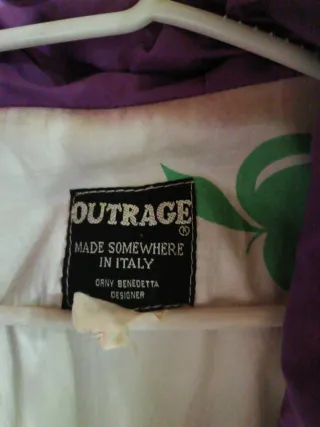 OUTRAGE®
MADE SOMEWHERE
IN ITALY
ORNY BENEDETTA
DESIGNER